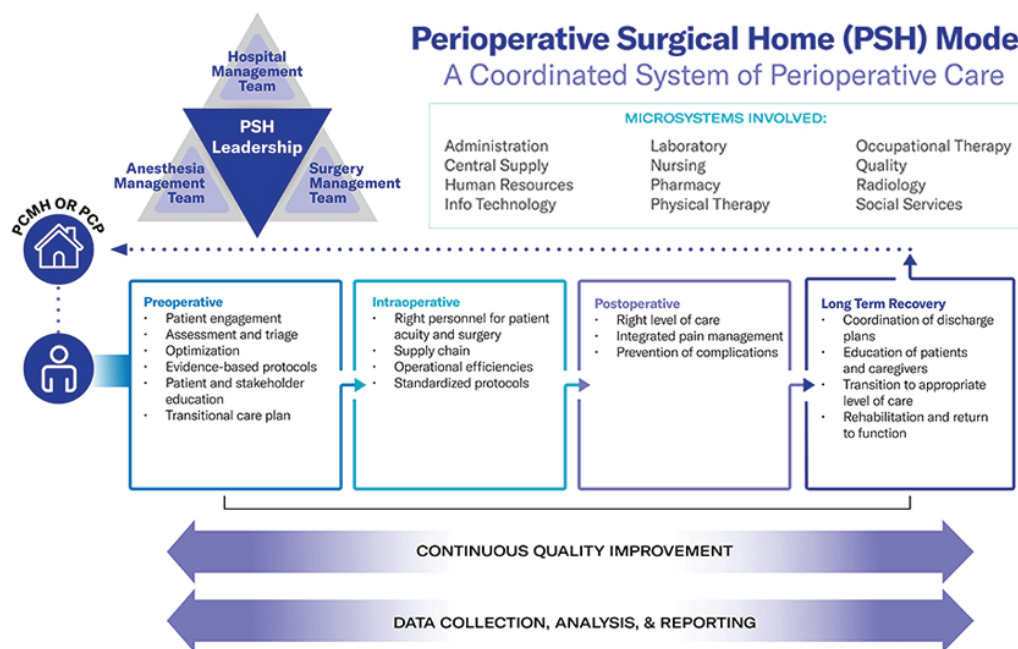 Perioperative Surgical Home (PSH) Mode
A Coordinated System of Perioperative Care
Hospital
Management
Team
PSH
Leadership
Anesthesia
Management
Team
Surgery
Management
Team
MICROSYSTEMS INVOLVED:
Administration
Central Supply
Human Resources
Info Technology
Laboratory
Nursing
Pharmacy
Physical Therapy
Occupational Therapy
Quality
Radiology
Social Services
PCMH OR PCP
Preoperative
· Patient engagement
· Assessment and triage
· Optimization
· Evidence-based protocols
· Patient and stakeholder
education
· Transitional care plan
Intraoperative
· Right personnel for patient
acuity and surgery
· Supply chain
· Operational efficiencies
· Standardized protocols
Postoperative
· Right level of care
· Integrated pain management
· Prevention of complications
Long Term Recovery
· Coordination of discharge
plans
· Education of patients
and caregivers
· Transition to appropriate
level of care
· Rehabilitation and return
to function
CONTINUOUS QUALITY IMPROVEMENT
DATA COLLECTION, ANALYSIS, & REPORTING